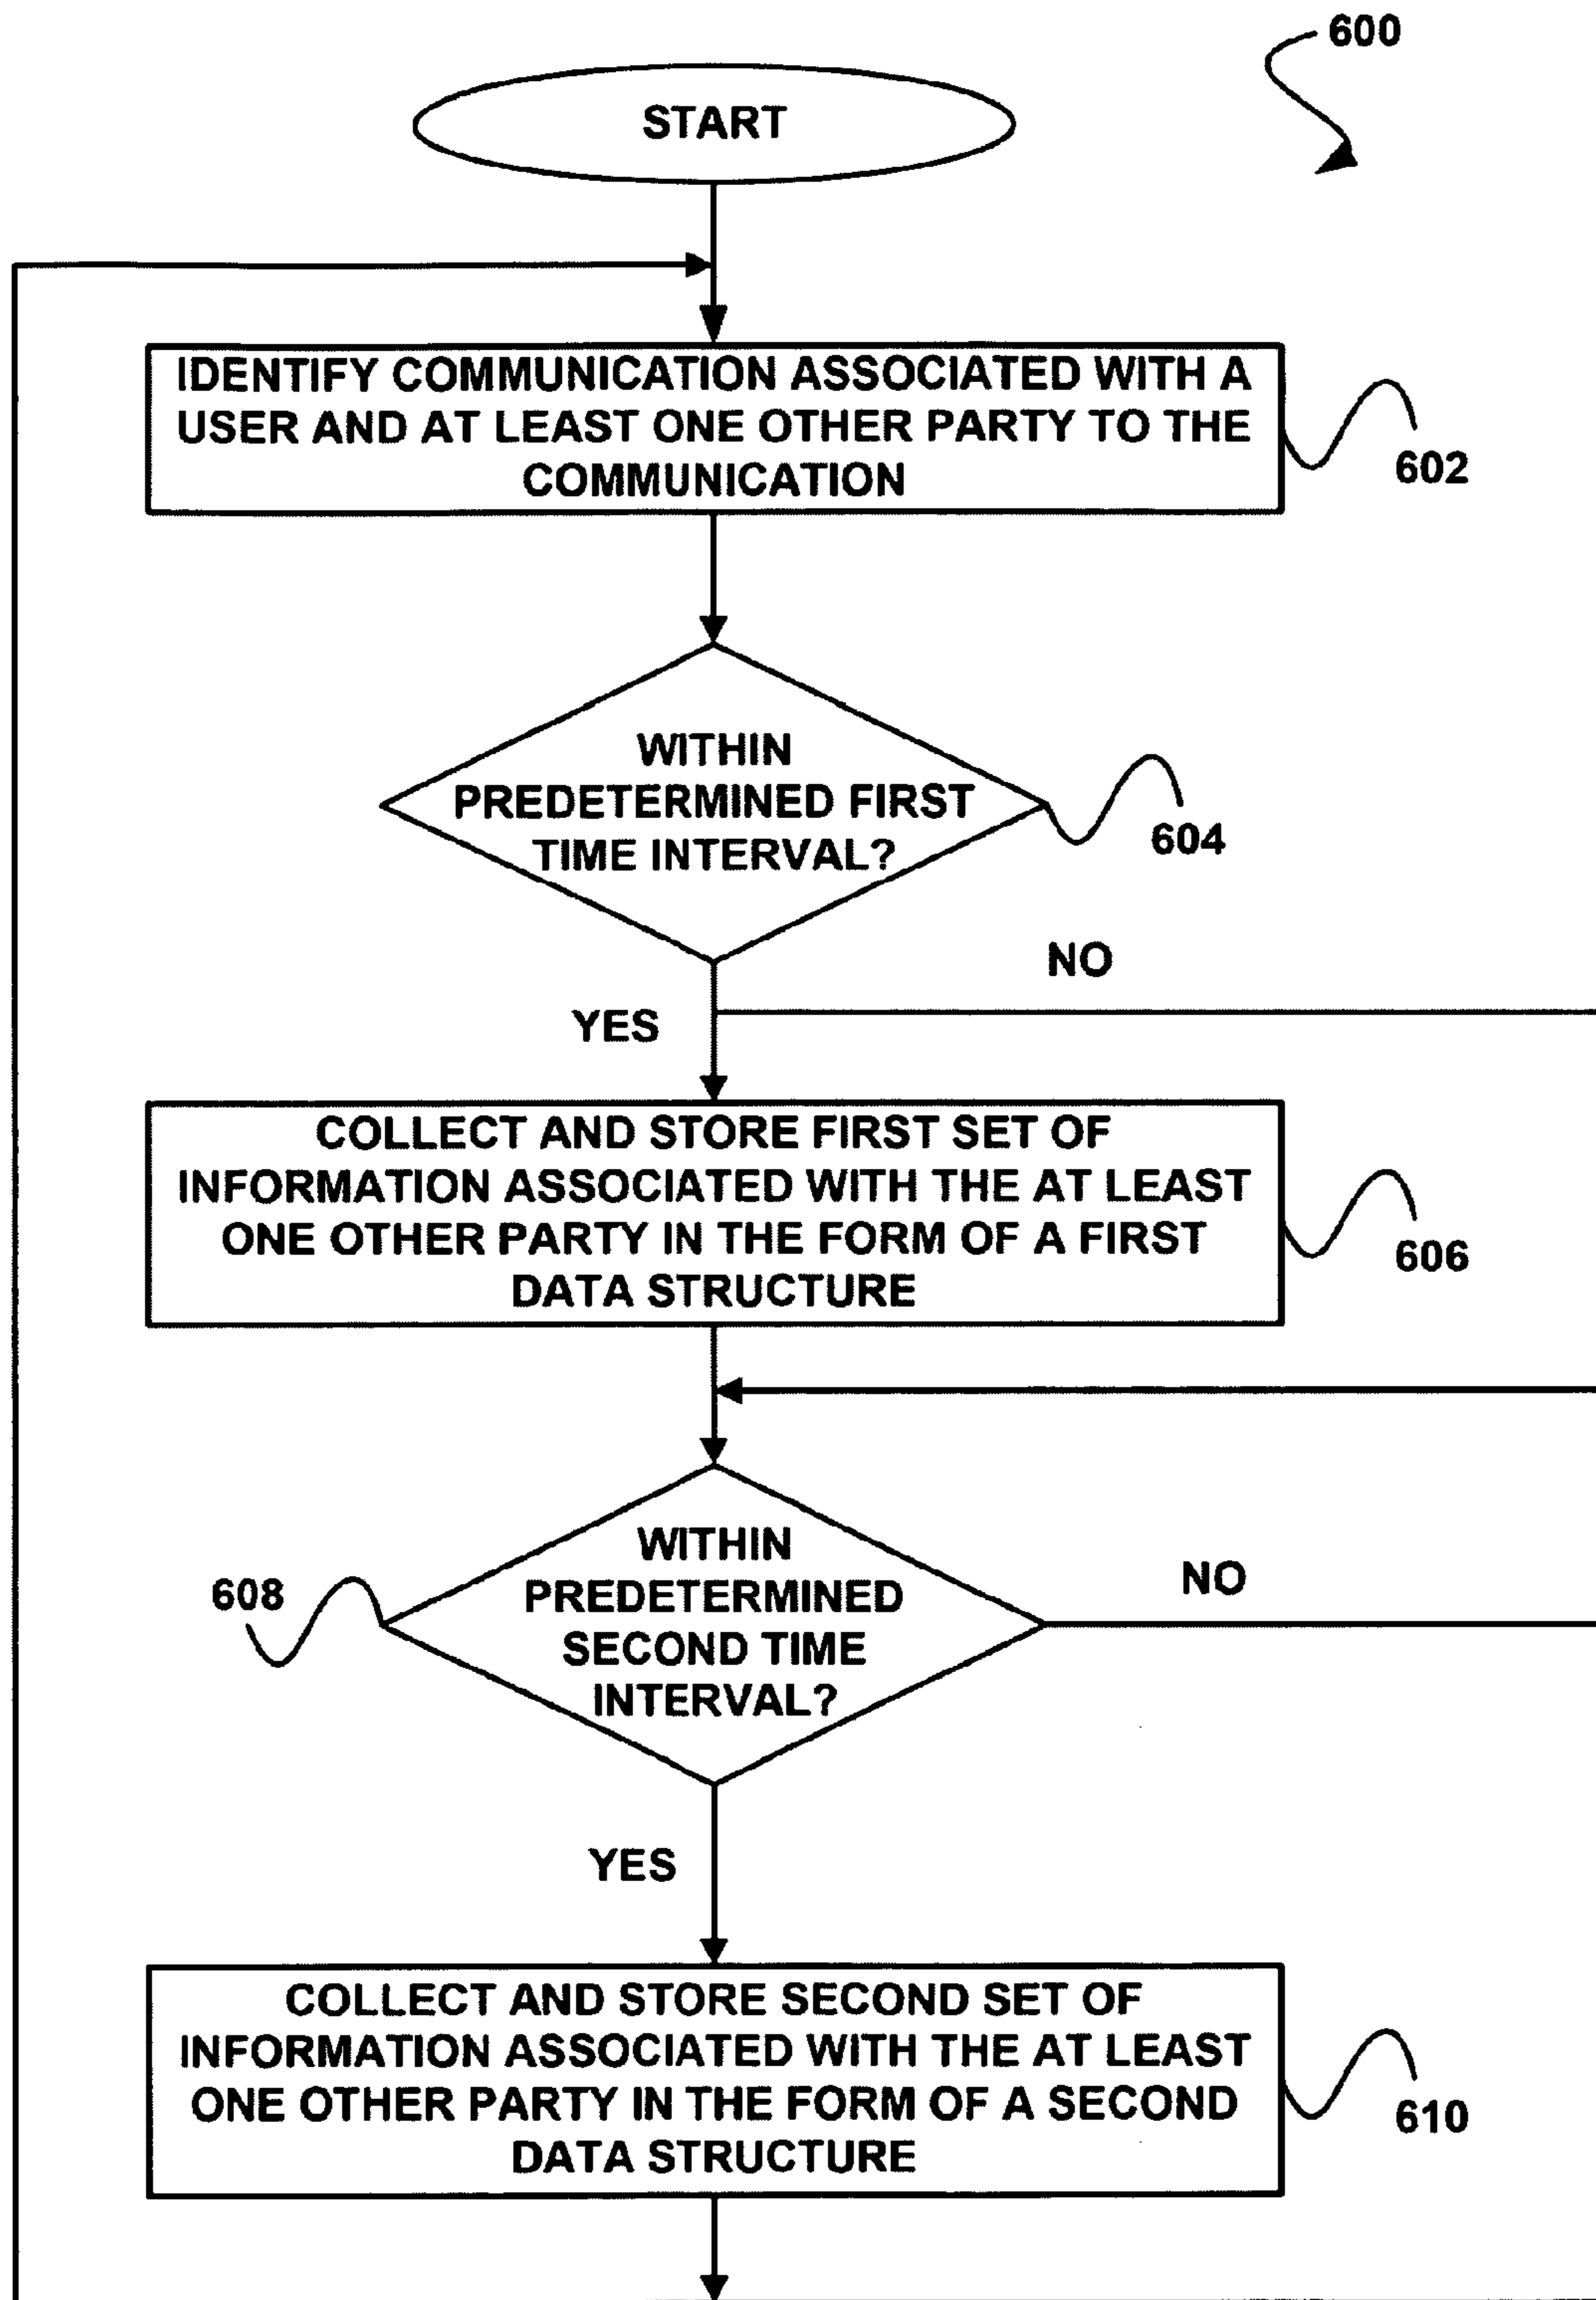 600
START
IDENTIFY COMMUNICATION ASSOCIATED WITH A
USER AND AT LEAST ONE OTHER PARTY TO THE
COMMUNICATION
602
WITHIN
PREDETERMINED FIRST
TIME INTERVAL?
604
NO
YES
COLLECT AND STORE FIRST SET OF
INFORMATION ASSOCIATED WITH THE AT LEAST
ONE OTHER PARTY IN THE FORM OF A FIRST
DATA STRUCTURE
606
WITHIN
PREDETERMINED
SECOND TIME
INTERVAL?
608
NO
YES
COLLECT AND STORE SECOND SET OF
INFORMATION ASSOCIATED WITH THE AT LEAST
ONE OTHER PARTY IN THE FORM OF A SECOND
DATA STRUCTURE
610